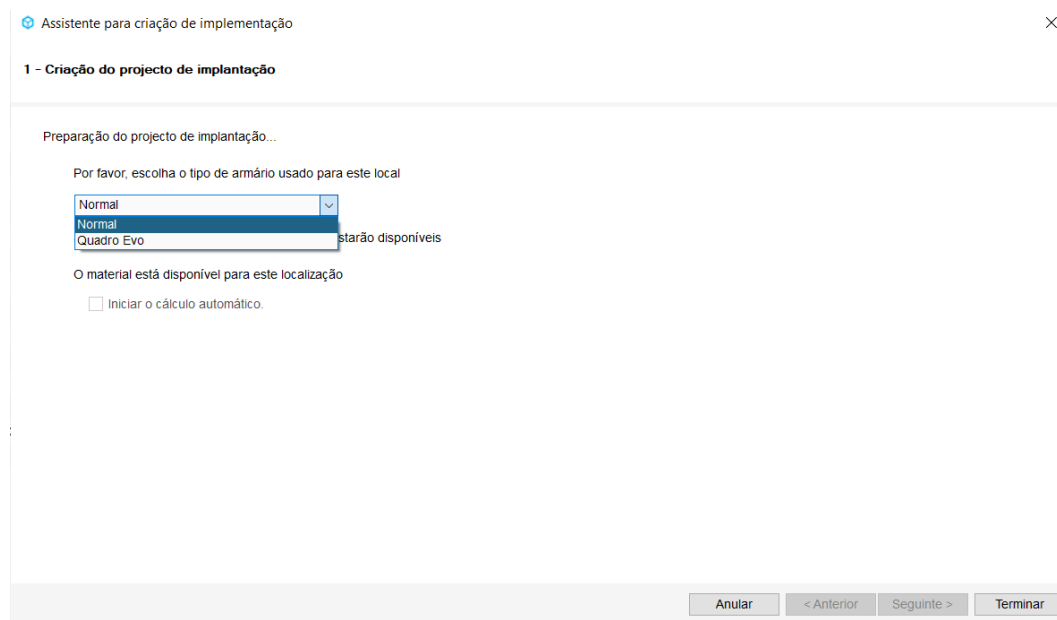 Assistente para criação de implementação
1 - Criação do projecto de implantação
Preparação do projecto de implantação...
Por favor, escolha o tipo de armário usado para este local
Normal
Normal
Quadro Evo
starão disponíveis
O material está disponível para este localização
Iniciar o cálculo automático.
Anular < Anterior Seguinte > Terminar